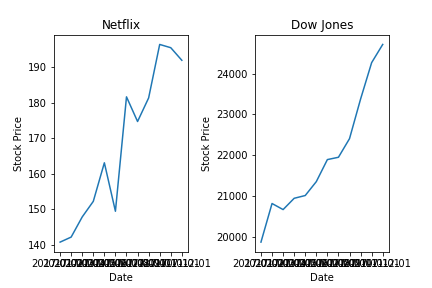 Netflix
Dow Jones
Stock Price
190
180
170
160
150
140
Date
Stock Price
24000
23000
22000
21000
20000
Date